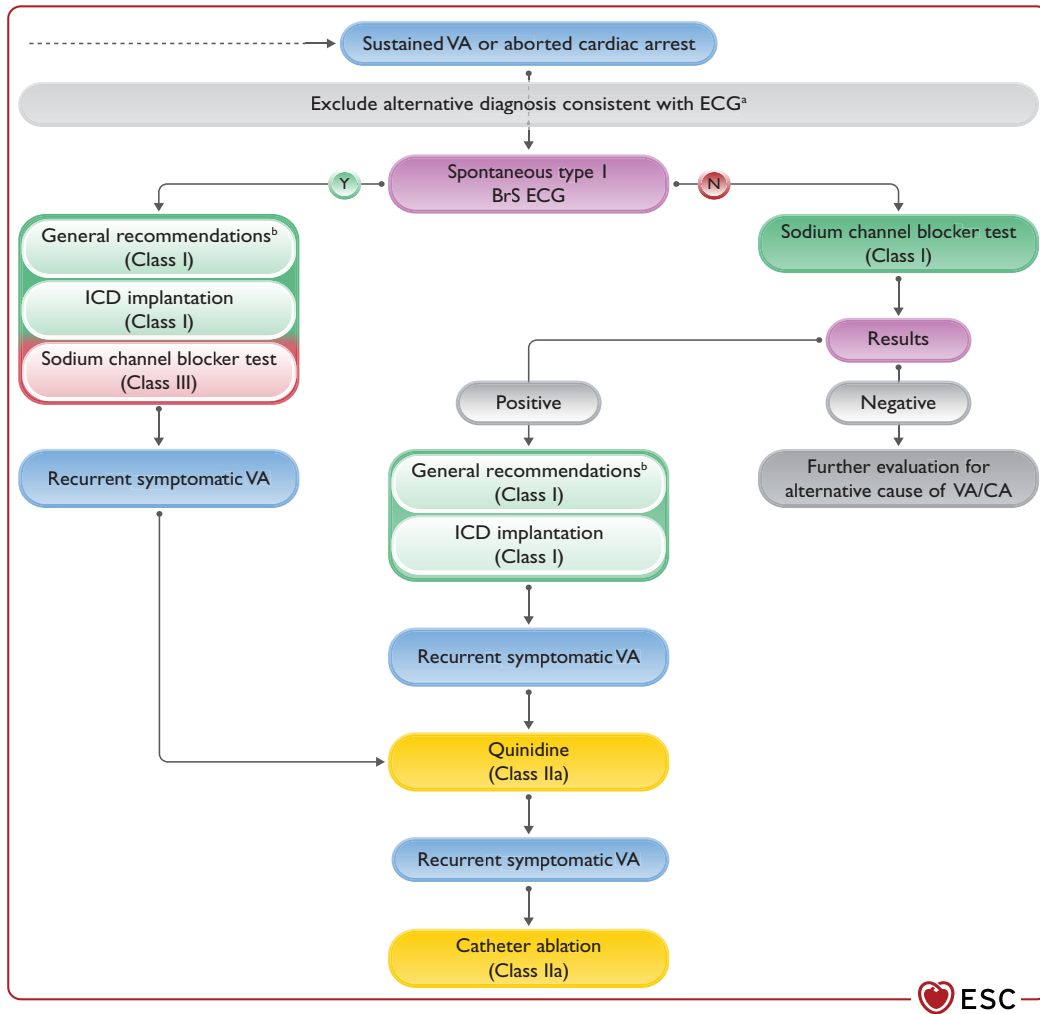 Sustained VA or aborted cardiac arrest
Exclude alternative diagnosis consistent with ECGᵃ
Spontaneous type 1
BrS ECG
Y
N
General recommendationsᵇ
(Class I)
ICD implantation
(Class I)
Sodium channel blocker test
(Class III)
Recurrent symptomatic VA
Sodium channel blocker test
(Class I)
Results
Positive
Negative
General recommendationsᵇ
(Class I)
ICD implantation
(Class I)
Further evaluation for
alternative cause of VA/CA
Recurrent symptomatic VA
Quinidine
(Class IIa)
Recurrent symptomatic VA
Catheter ablation
(Class IIa)
ESC